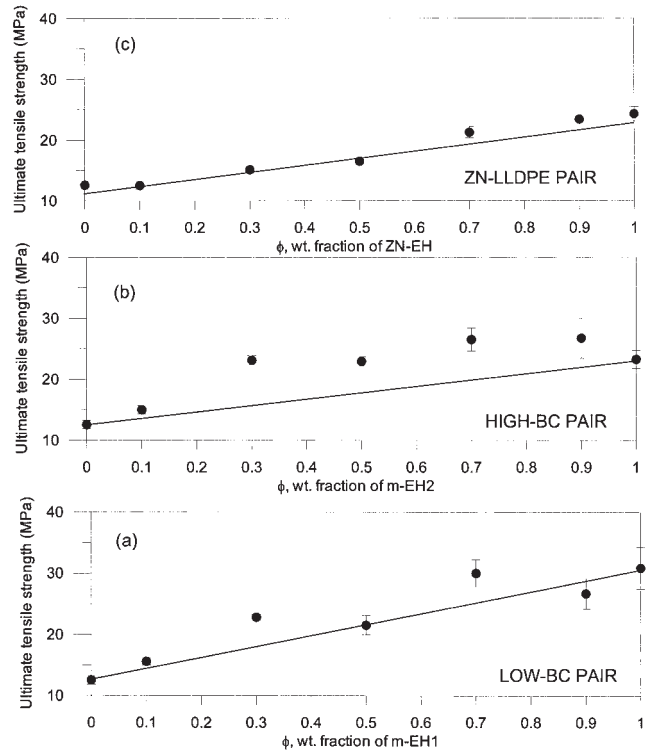 40
(c)
30
20
ZN-LLDPE PAIR
10
0 0.1 0.2 0.3 0.4 0.5 0.6 0.7 0.8 0.9 1
Ultimate tensile strength (MPa)
ϕ, wt. fraction of ZN-EH
40
(b)
30
20
HIGH-BC PAIR
10
0 0.1 0.2 0.3 0.4 0.5 0.6 0.7 0.8 0.9 1
Ultimate tensile strength (MPa)
ϕ, wt. fraction of m-EH2
40
(a)
30
20
LOW-BC PAIR
10
0 0.1 0.2 0.3 0.4 0.5 0.6 0.7 0.8 0.9 1
Ultimate tensile strength (MPa)
ϕ, wt. fraction of m-EH1